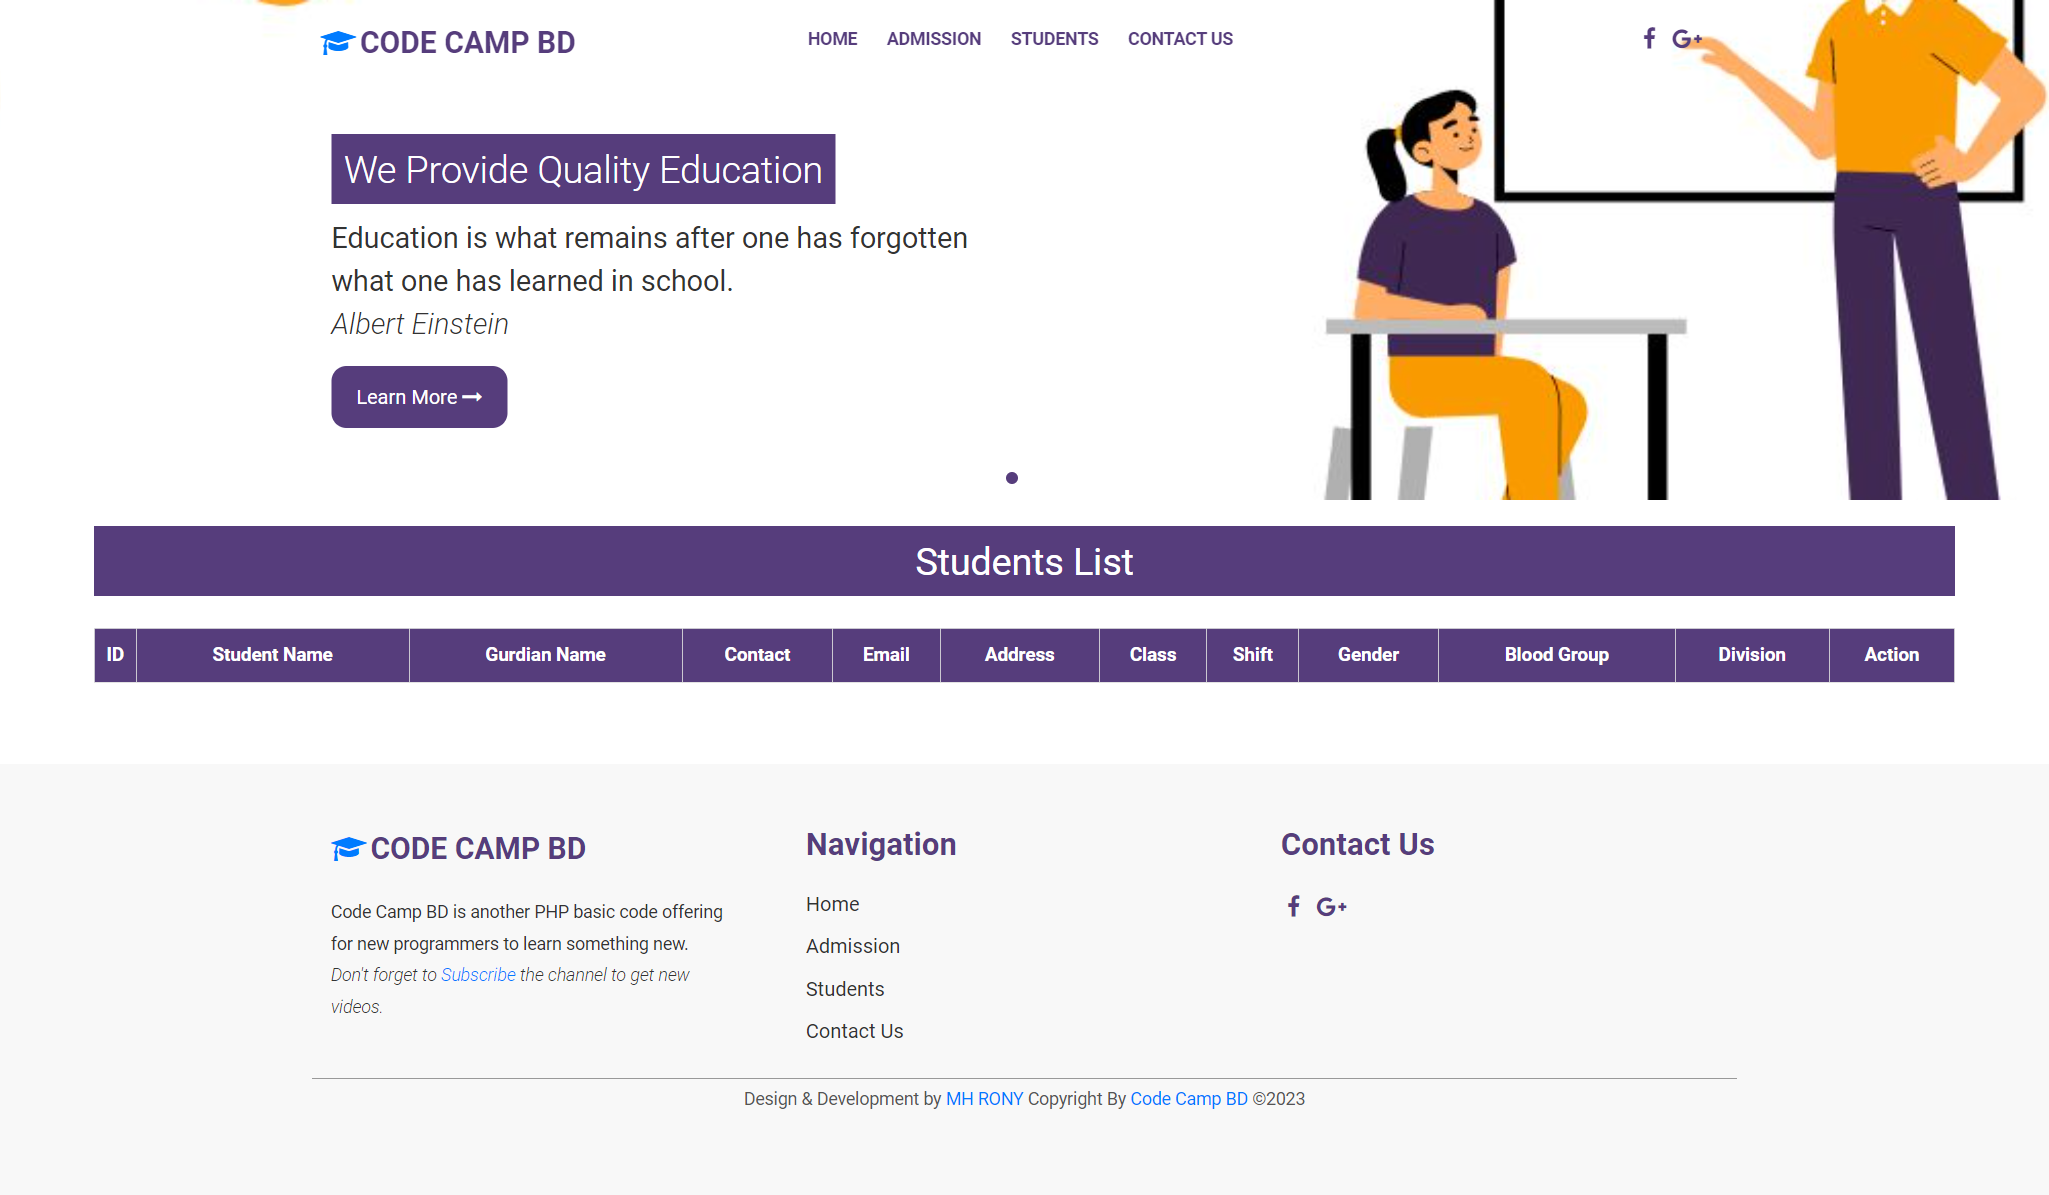 CODE CAMP BD
HOME ADMISSION STUDENTS CONTACT US
G+
We Provide Quality Education
Education is what remains after one has forgotten
what one has learned in school.
Albert Einstein
Learn More
Students List
ID Student Name Gurdian Name Contact Email Address Class Shift Gender Blood Group Division Action
CODE CAMP BD
Code Camp BD is another PHP basic code offering
for new programmers to learn something new.
Don't forget to Subscribe the channel to get new
videos.
Navigation
Home
Admission
Students
Contact Us
Contact Us
G+
Design & Development by MH RONY Copyright By Code Camp BD ©2023